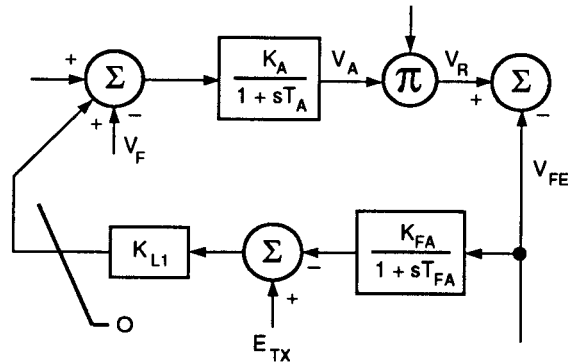 + Σ + −
K_A
1 + sT_A
V_A
π
V_R
+ Σ −
V_F
V_FE
K_L1
Σ − +
K_FA
1 + sT_FA
O
E_TX